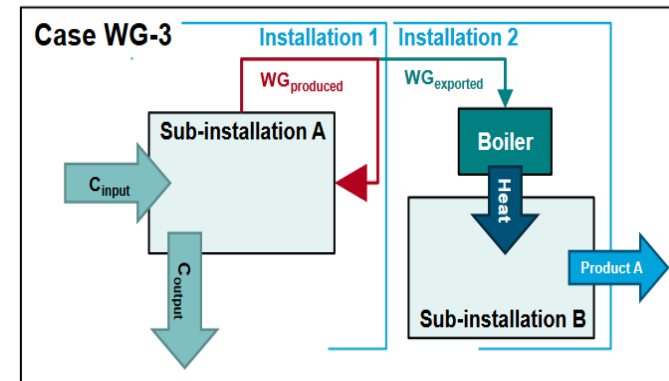 Case WG-3
Installation 1
Installation 2
WGproduced
WGexported
Sub-installation A
Boiler
Cinput
Heat
Coutput
Product A
Sub-installation B